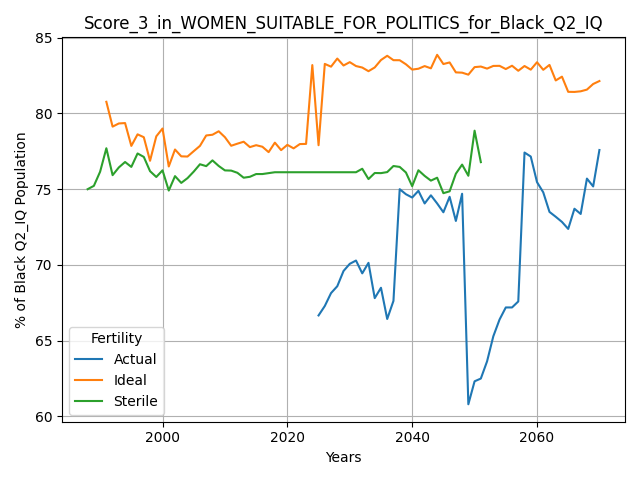 Score_3_in_WOMEN_SUITABLE_FOR_POLITICS_for_Black_Q2_IQ
% of Black Q2_IQ Population
85
80
75
70
65
60
Fertility
Actual
Ideal
Sterile
2000 2020 2040 2060
Years